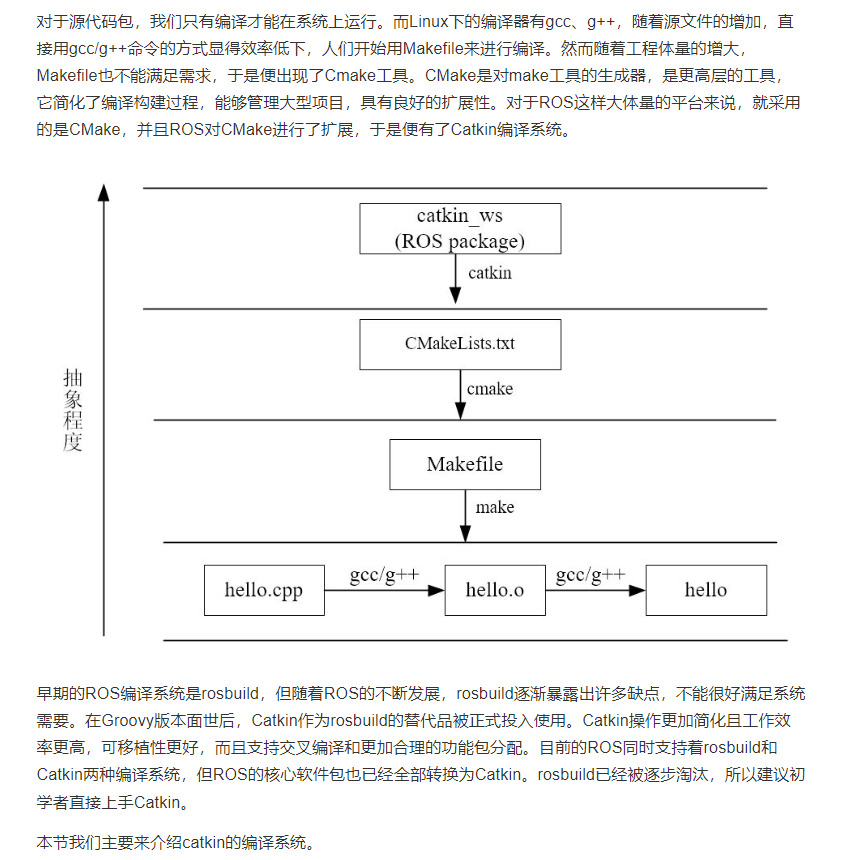 对于源代码包，我们只有编译才能在系统上运行。而Linux下的编译器有gcc、g++，随着源文件的增加，直
接用gcc/g++命令的方式显得效率低下，人们开始用Makefile来进行编译。然而随着工程体量的增大，
Makefile也不能满足需求，于是便出现了Cmake工具。CMake是对make工具的生成器，是更高层的工具，
它简化了编译构建过程，能够管理大型项目，具有良好的扩展性。对于ROS这样大体量的平台来说，就采用
的是CMake，并且ROS对CMake进行了扩展，于是便有了Catkin编译系统。
catkin_ws
(ROS package)
catkin
CMakeLists.txt
cmake
抽象程度
Makefile
make
hello.cpp
gcc/g++
hello.o
gcc/g++
hello
早期的ROS编译系统是rosbuild，但随着ROS的不断发展，rosbuild逐渐暴露出许多缺点，不能很好满足系统
需要。在Groovy版本面世后，Catkin作为rosbuild的替代品被正式投入使用。Catkin操作更加简化且工作效
率更高，可移植性更好，而且支持交叉编译和更加合理的功能包分配。目前的ROS同时支持着rosbuild和
Catkin两种编译系统，但ROS的核心软件包也已经全部转换为Catkin。rosbuild已经被逐步淘汰，所以建议初
学者直接上手Catkin。
本节我们主要来介绍catkin的编译系统。